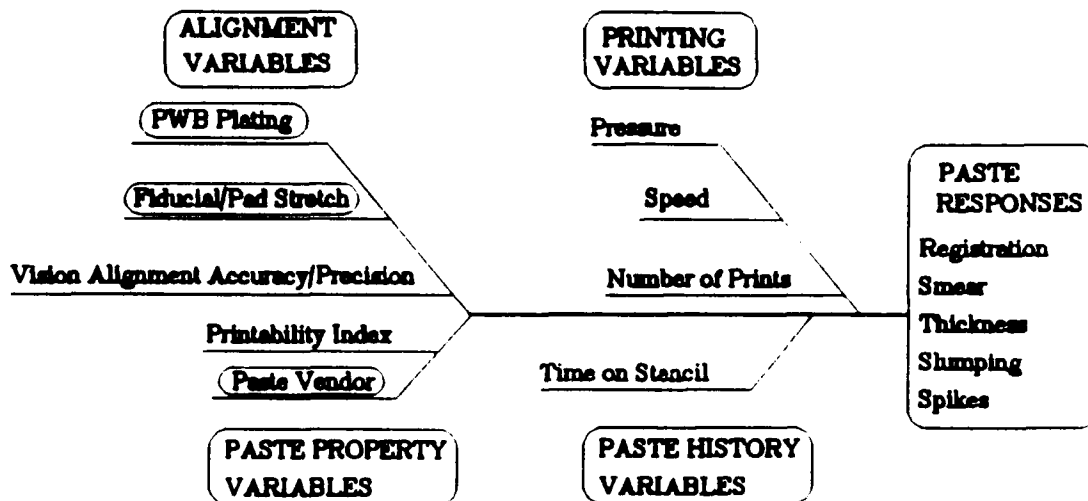 ALIGNMENT
VARIABLES
PWB Plating
Fiducial/Pad Stretch
Vision Alignment Accuracy/Precision
PRINTING
VARIABLES
Pressure
Speed
Number of Prints
Printability Index
Paste Vendor
PASTE PROPERTY
VARIABLES
Time on Stencil
PASTE HISTORY
VARIABLES
PASTE
RESPONSES
Registration
Smear
Thickness
Slumping
Spikes